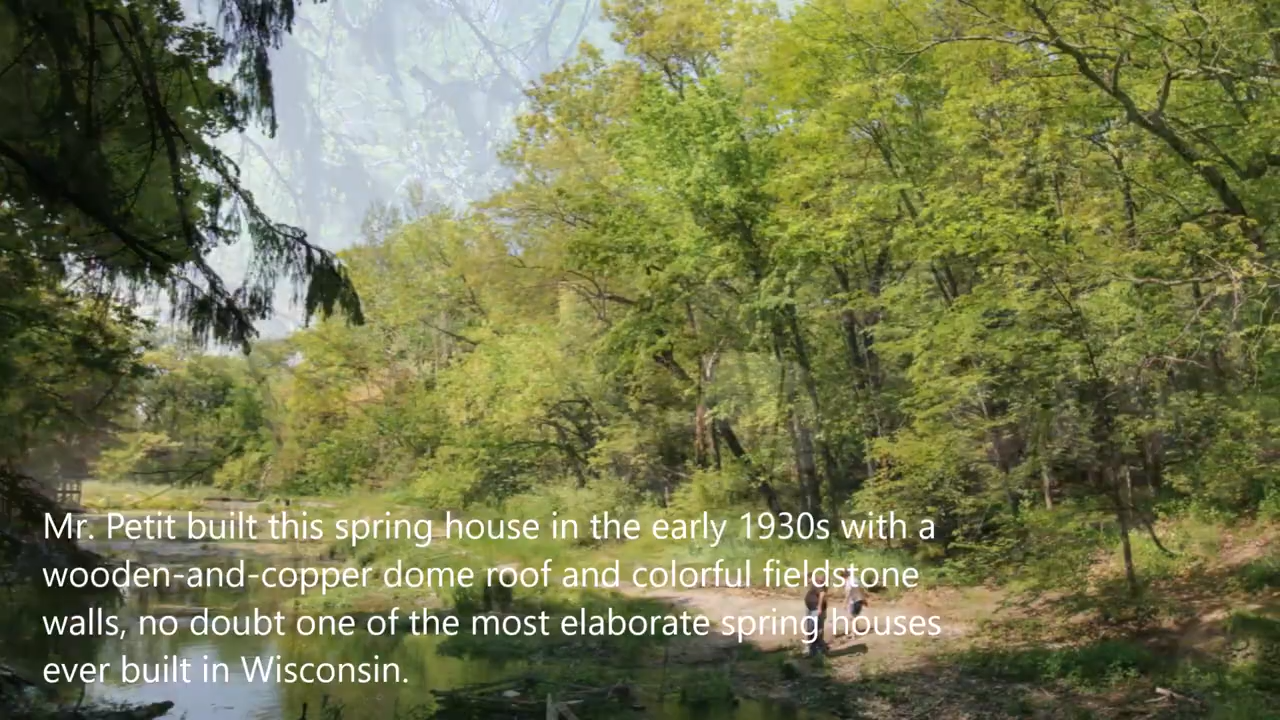 Mr. Petit built this spring house in the early 1930s with a
wooden-and-copper dome roof and colorful fieldstone
walls, no doubt one of the most elaborate spring houses
ever built in Wisconsin.